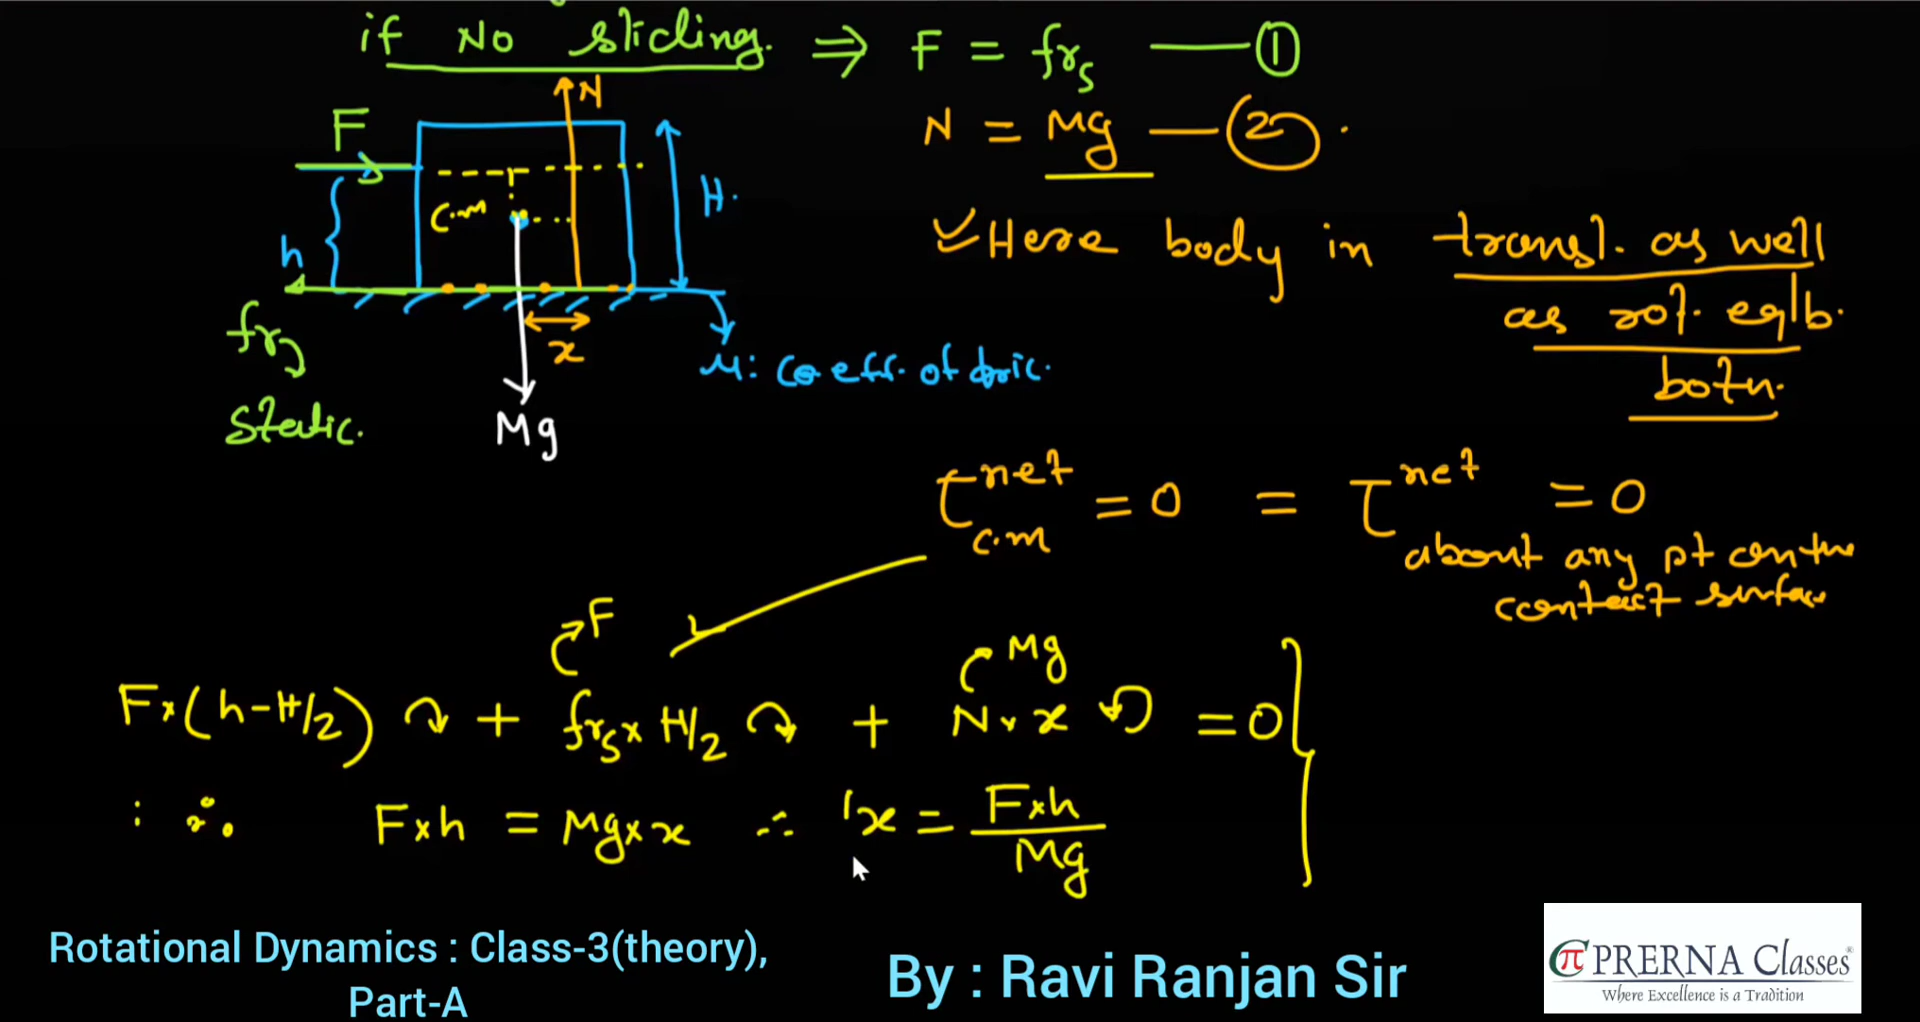 if No sliding. ⇒ F = frs — ①
N
F
N = Mg — ②.
C.M
H.
h
Here body in transl. as well
as rot. eqlb.
both.
frs
x
μ: coeff. of fric.
Static.
Mg
τ net c.m = 0 = τ net = 0
about any pt on the
contact surface
F
Mg
F×(h-H/2) ↷ + frs × H/2 ↷ + N × x ↺ = 0
∴ F×h = Mg×x ∴ x = F×h / Mg
Rotational Dynamics : Class-3(theory),
Part-A
By : Ravi Ranjan Sir
π PRERNA Classes®
Where Excellence is a Tradition